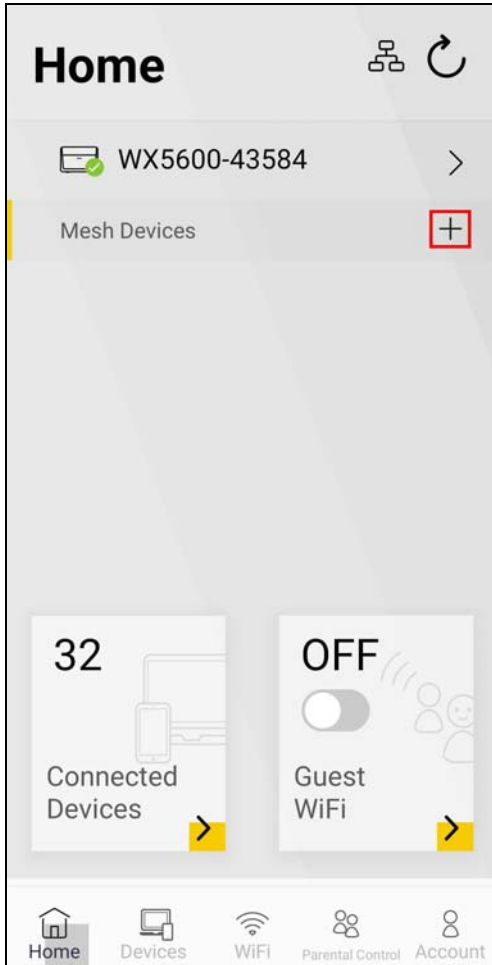 Home
WX5600-43584
Mesh Devices
32
Connected
Devices
OFF
Guest
WiFi
Home
Devices
WiFi
Parental Control
Account